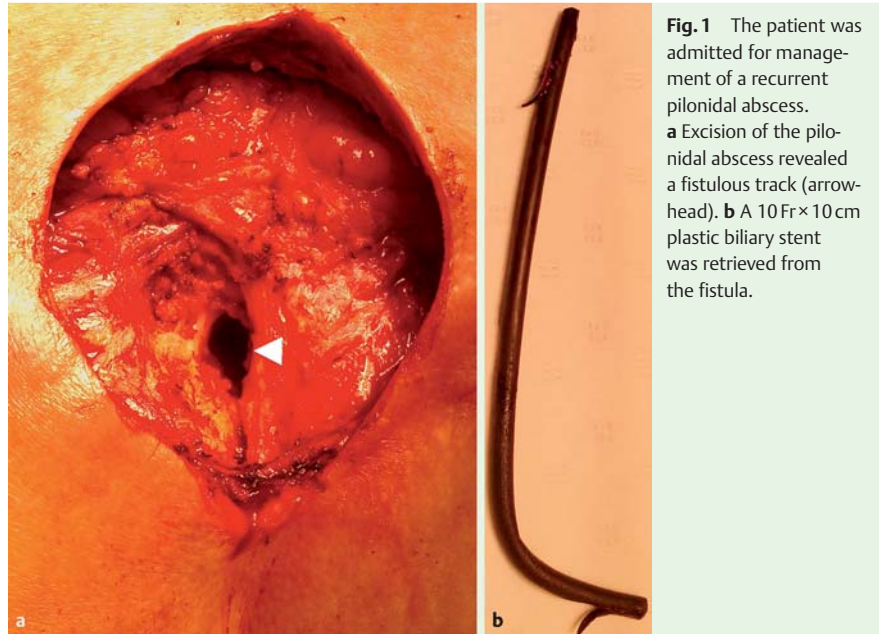 Fig. 1 The patient was
admitted for manage-
ment of a recurrent
pilonidal abscess.
a Excision of the pilo-
nidal abscess revealed
a fistulous track (arrow-
head). b A 10 Fr × 10 cm
plastic biliary stent
was retrieved from
the fistula.
a
b